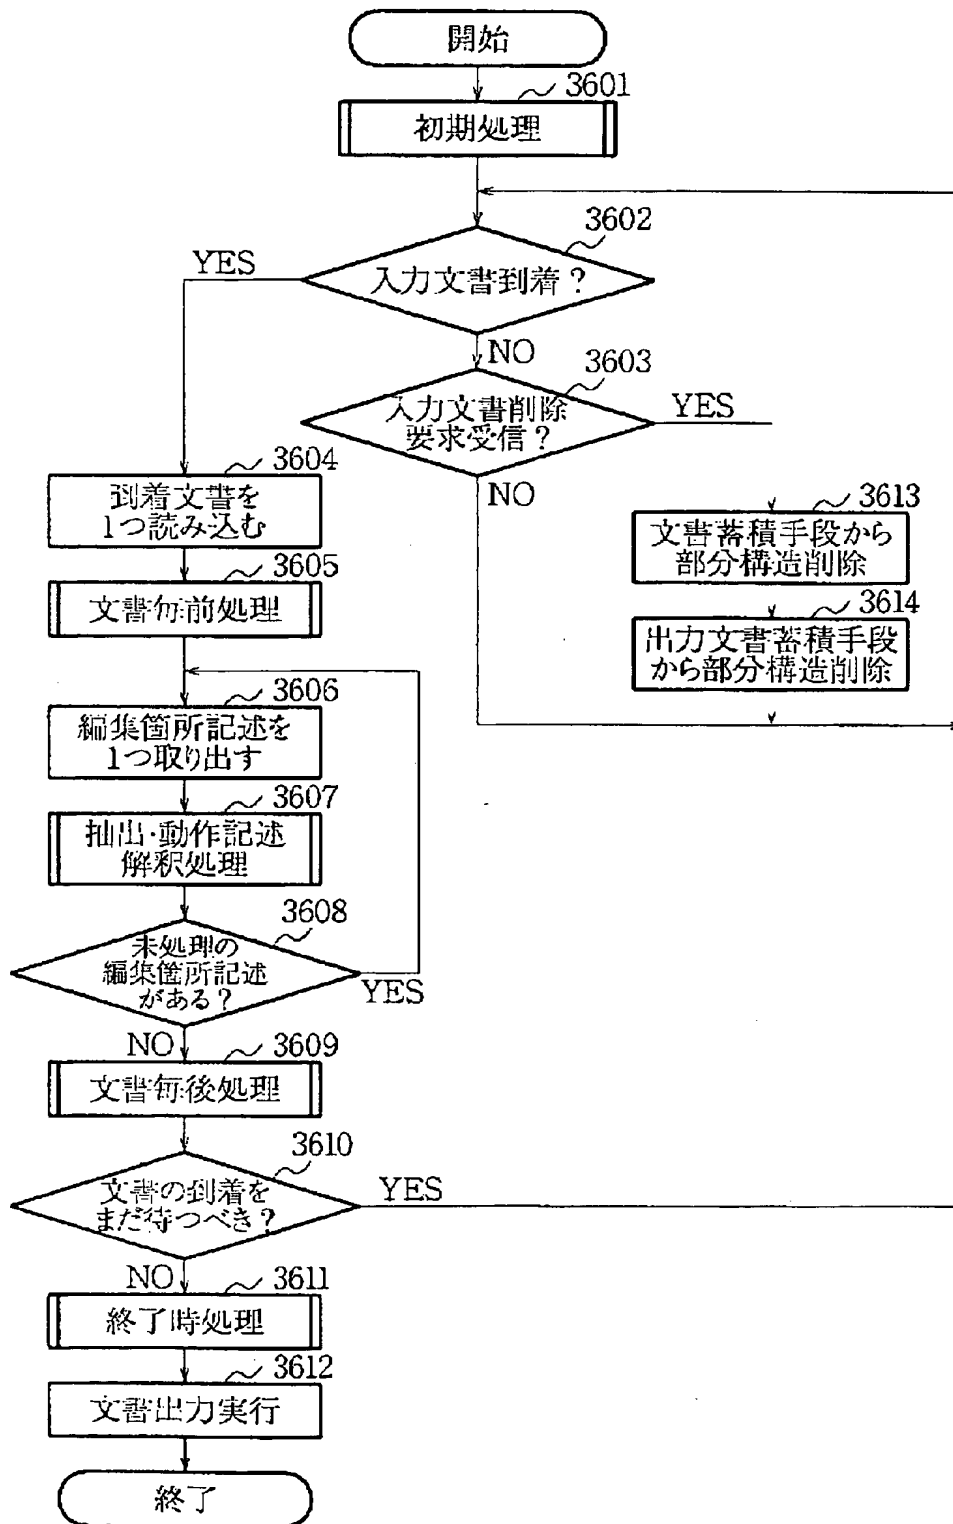 開始
3601
初期処理
3602
YES
入力文書到着?
NO
3603
入力文書削除
要求受信?
YES
NO
3604
到着文書を
1つ読み込む
3613
文書蓄積手段から
部分構造削除
3605
文書毎前処理
3614
出力文書蓄積手段
から部分構造削除
3606
編集箇所記述を
1つ取り出す
3607
抽出・動作記述
解釈処理
3608
未処理の
編集箇所記述
がある?
YES
NO
3609
文書毎後処理
3610
文書の到着を
まだ待つべき?
YES
NO
3611
終了時処理
3612
文書出力実行
終了